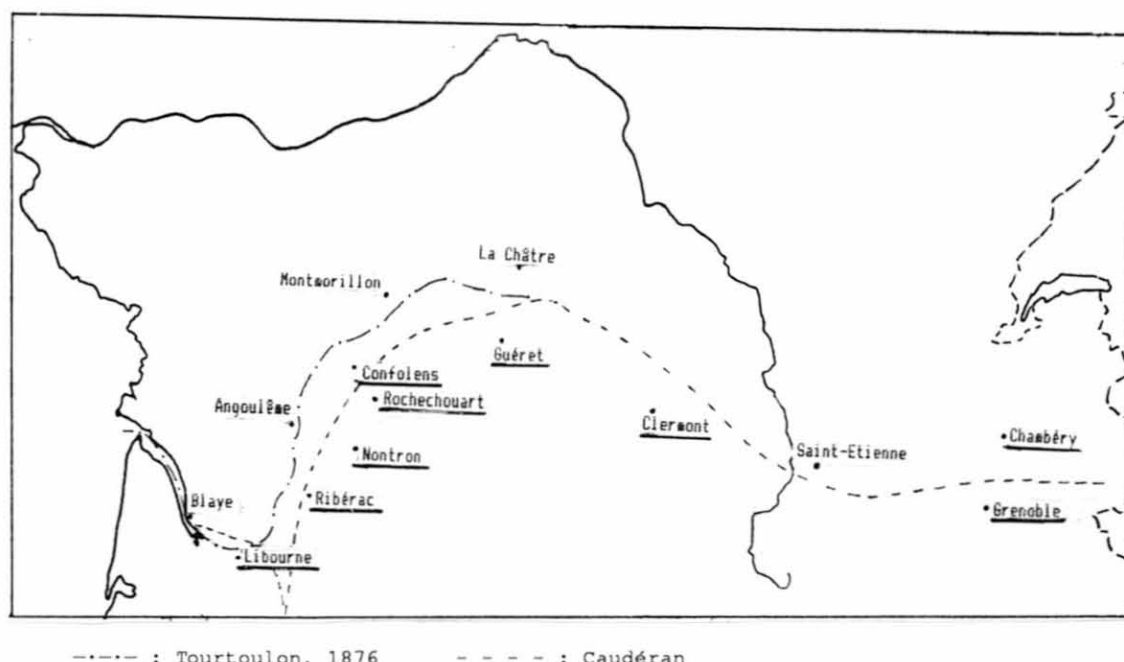 La Châtre
Montmorillon
Guéret
Confolens
Rochechouart
Angoulême
Clermont
Chambéry
Saint-Etienne
Nontron
Blaye
Ribérac
Grenoble
Libourne
—·—·— : Tourtoulon, 1876 - - - - : Caudéran